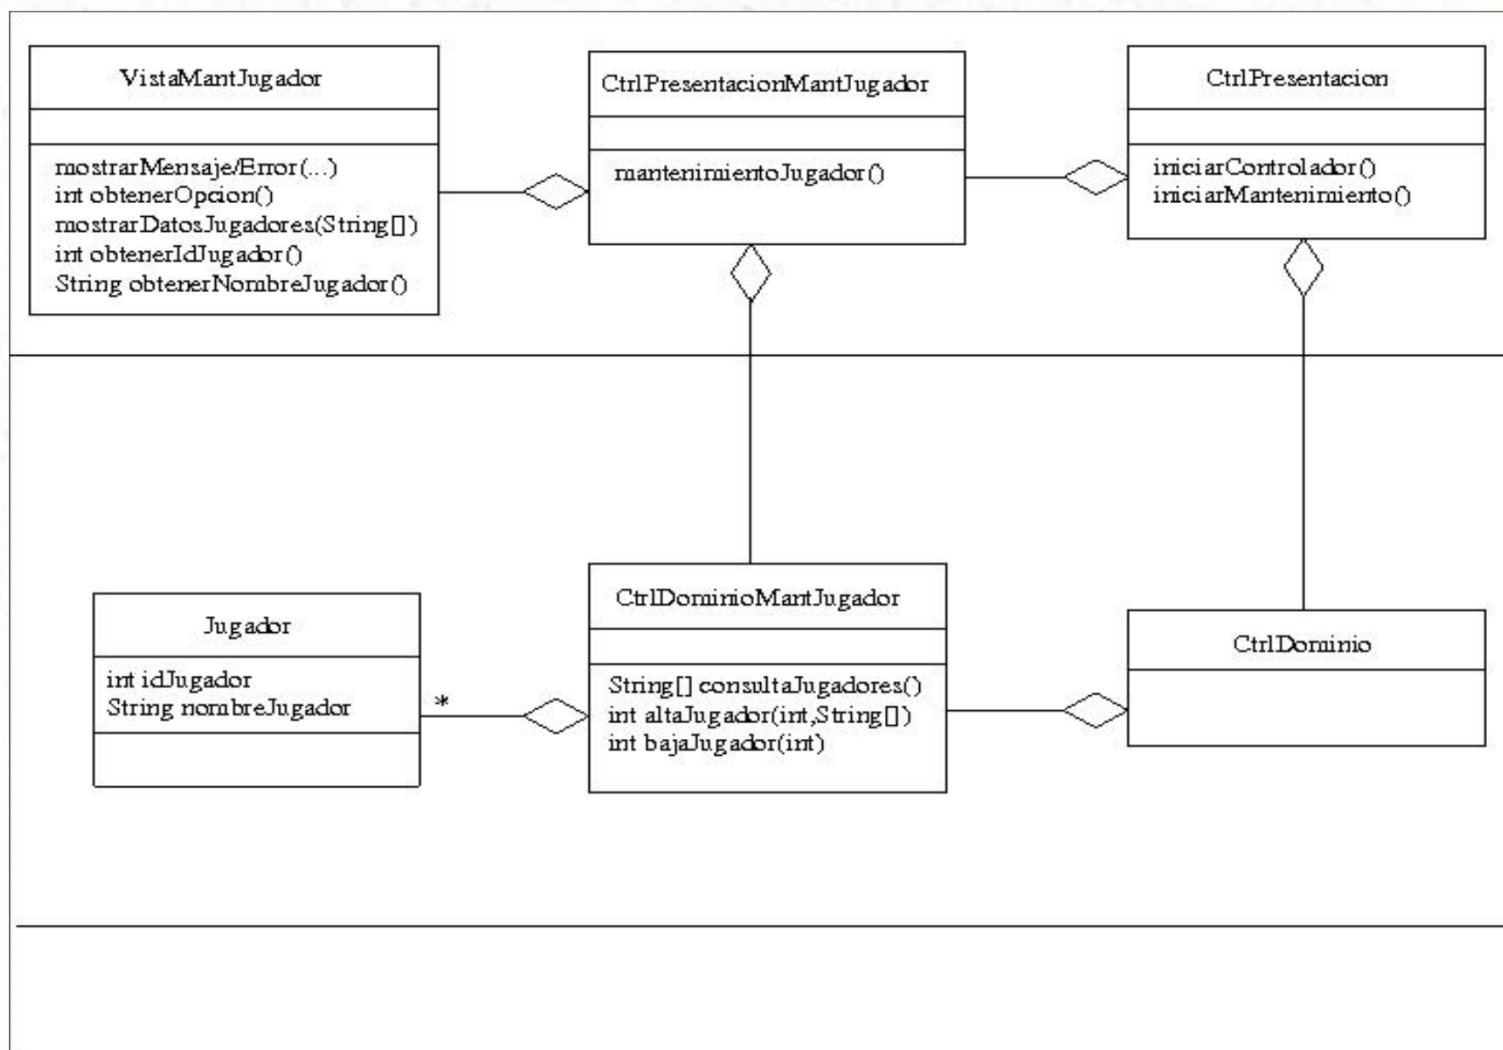 VistaMantJugador
mostrarMensaje/Error(...)
int obtenerOpcion()
mostrarDatosJugadores(String[])
int obtenerIdJugador()
String obtenerNombreJugador()
CtrlPresentacionMantJugador
mantenimientoJugador()
CtrlPresentacion
iniciarControlador()
iniciarMantenimiento()
Jugador
int idJugador
String nombreJugador
*
CtrlDominioMantJugador
String[] consultaJugadores()
int altaJugador(int,String[])
int bajaJugador(int)
CtrlDominio